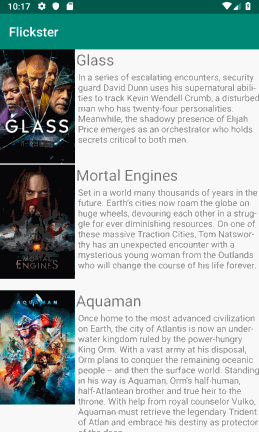 10:17
Flickster
Glass
In a series of escalating encounters, security
guard David Dunn uses his supernatural abili-
ties to track Kevin Wendell Crumb, a disturbed
man who has twenty-four personalities.
Meanwhile, the shadowy presence of Elijah
Price emerges as an orchestrator who holds
secrets critical to both men.
GLASS
Mortal Engines
Set in a world many thousands of years in the
future. Earth's cities now roam the globe on
huge wheels, devouring each other in a strug-
gle for ever diminishing resources. On one of
these massive Traction Cities, Tom Natswor-
thy has an unexpected encounter with a
mysterious young woman from the Outlands
who will change the course of his life forever.
MORTAL
ENGINES
Aquaman
Once home to the most advanced civilization
on Earth, the city of Atlantis is now an under-
water kingdom ruled by the power-hungry
King Orm. With a vast army at his disposal,
Orm plans to conquer the remaining oceanic
people – and then the surface world. Standing
in his way is Aquaman, Orm's half-human,
half-Atlantean brother and true heir to the
throne. With help from royal counselor Vulko,
Aquaman must retrieve the legendary Trident
of Atlan and embrace his destiny as protector
AQUAMAN